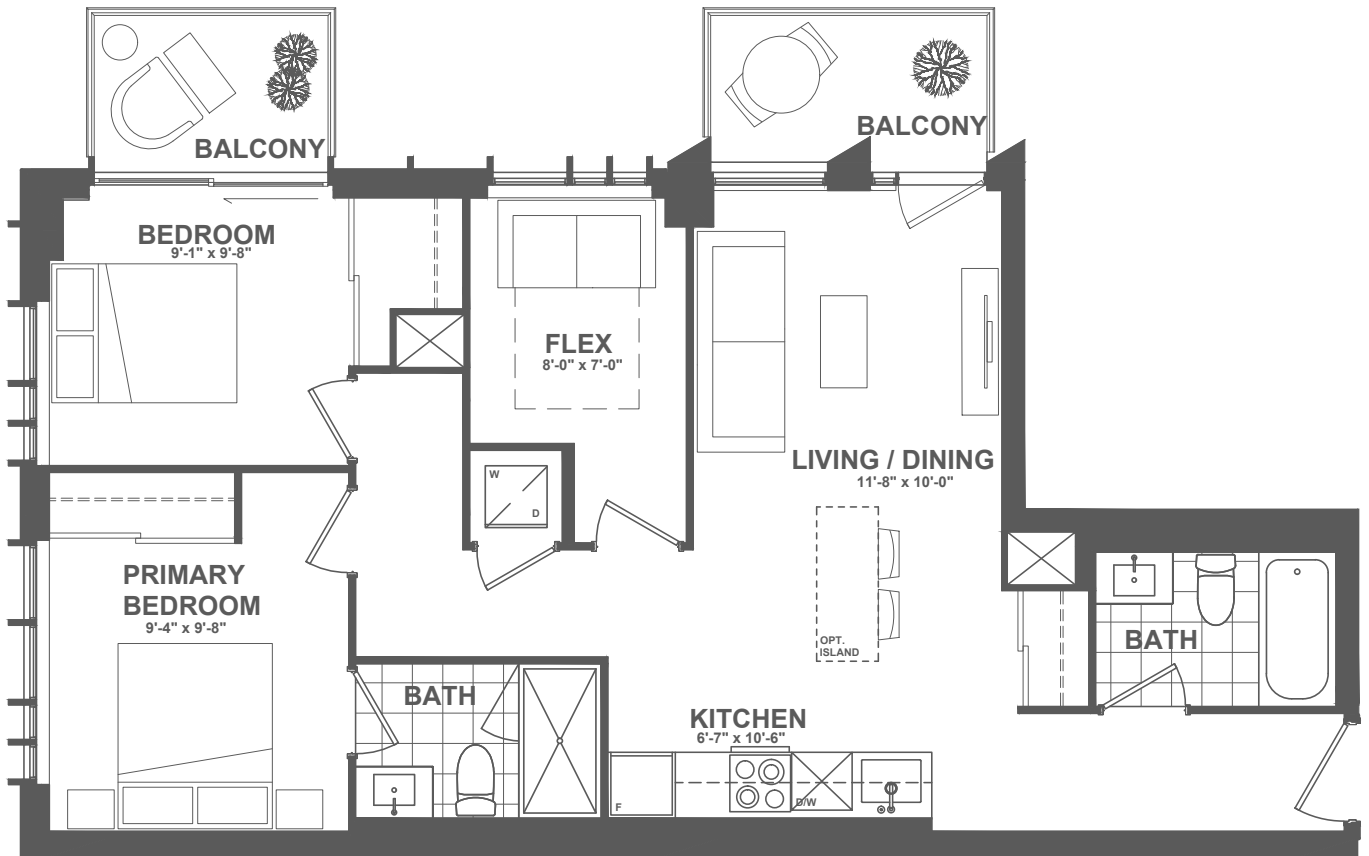 BALCONY
BALCONY
BEDROOM
9'-1" x 9'-8"
FLEX
8'-0" x 7'-0"
LIVING / DINING
11'-8" x 10'-0"
W
D
PRIMARY
BEDROOM
9'-4" x 9'-8"
OPT.
ISLAND
BATH
BATH
KITCHEN
6'-7" x 10'-6"
F
D/W